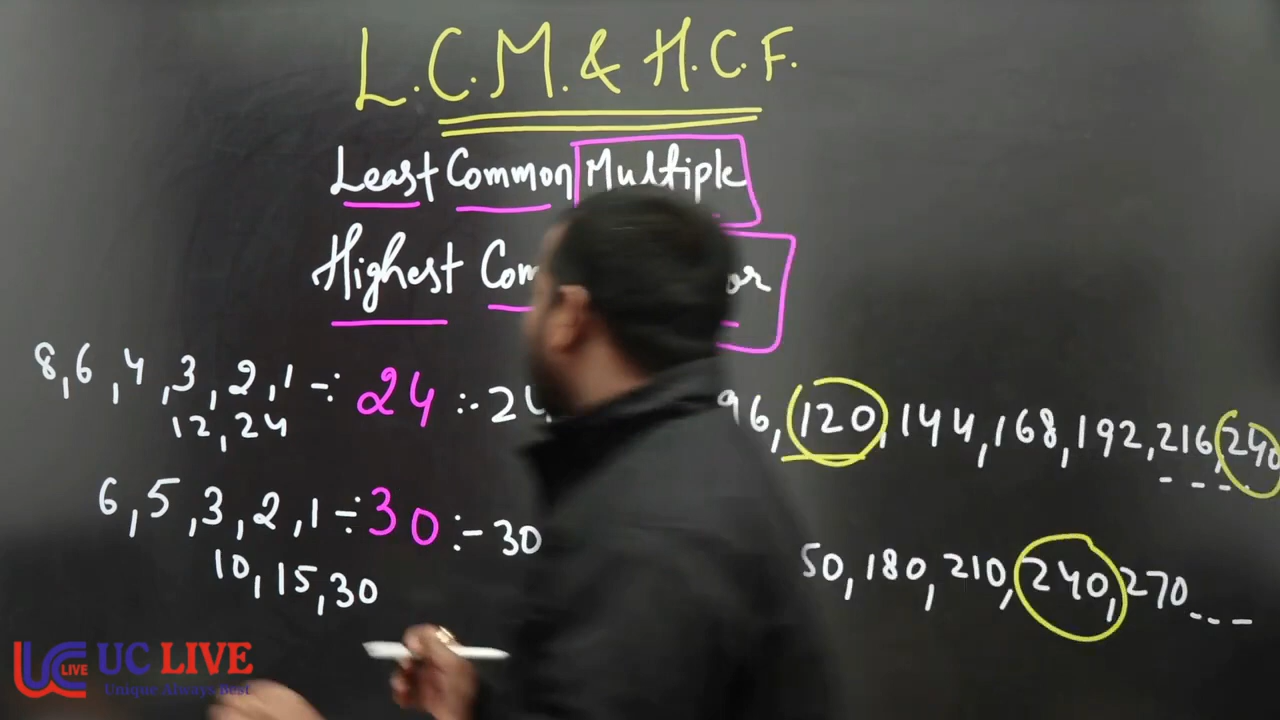 L.C.M. & H.C.F.
Least Common Multiple
Highest
8,6,4,3,2,1 ÷ 24 :- 24 96, 120, 144, 168, 192, 216, 240
12, 24
6,5,3,2,1 ÷ 30 :- 30 50, 180, 210, 240, 270 ...
10, 15, 30
UC LIVE
LIVE
Unique Always Best